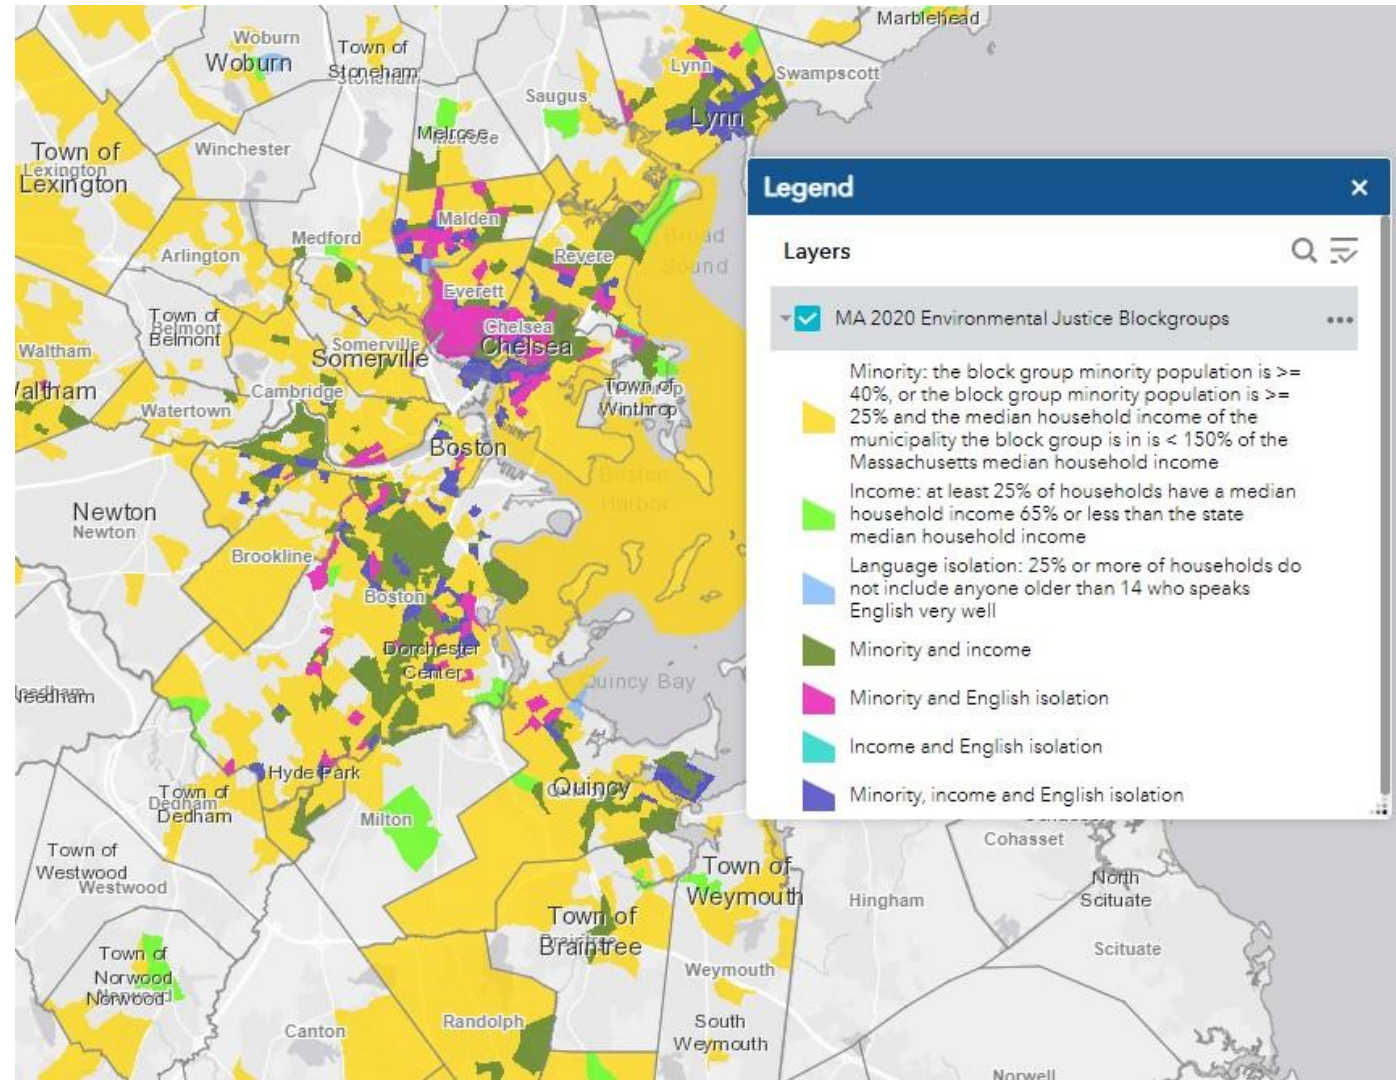 Marblehead
Woburn
Woburn
Town of
Stoneham
Stoneham
Lynn
Swampscott
Saugus
Lynn
Melrose
Melrose
Winchester
Town of
Lexington
Lexington
Legend
Layers
MA 2020 Environmental Justice Blockgroups
Minority: the block group minority population is >=
40%, or the block group minority population is >=
25% and the median household income of the
municipality the block group is in is < 150% of the
Massachusetts median household income
Income: at least 25% of households have a median
household income 65% or less than the state
median household income
Language isolation: 25% or more of households do
not include anyone older than 14 who speaks
English very well
Minority and income
Minority and English isolation
Income and English isolation
Minority, income and English isolation
Malden
Medford
Broad
Sound
Arlington
Revere
Everett
Town of
Belmont
Belmont
Chelsea
Chelsea
Waltham
Somerville
Somerville
altham
Cambridge
Town of
Winthrop
Watertown
Boston
Boston
Harbor
Newton
Newton
Brookline
Boston
Dorchester
Center
Quincy Bay
Needham
Hyde Park
Quincy
Town of
Dedham
Dedham
Milton
Cohasset
Town of
Westwood
Westwood
Town of
Weymouth
Hingham
North
Scituate
Town of
Braintree
Braintree
Scituate
Town of
Norwood
Norwood
Weymouth
Canton
Randolph
South
Weymouth
Norwell